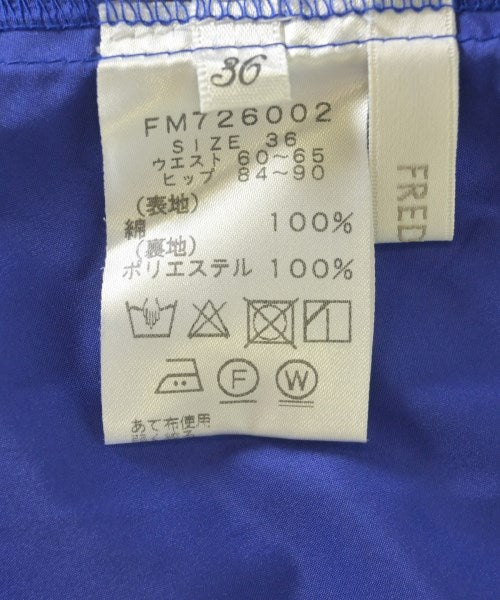 36
FM726002
SIZE 36
ウエスト 60～65
ヒップ 84～90
(表地)
綿 100%
(裏地)
ポリエステル 100%
F W
あて布使用
FRED